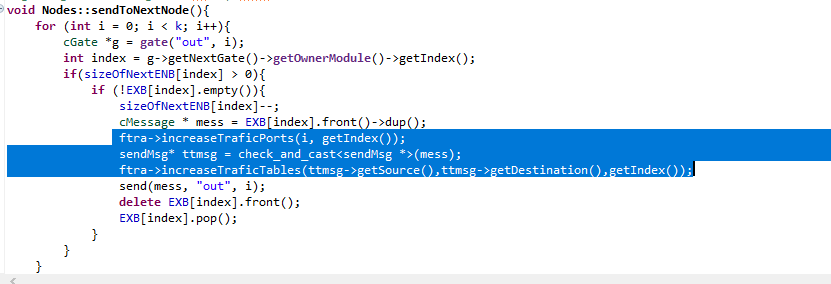 void Nodes::sendToNextNode(){
    for (int i = 0; i < k; i++){
        cGate *g = gate("out", i);
        int index = g->getNextGate()->getOwnerModule()->getIndex();
        if(sizeOfNextENB[index] > 0){
            if (!EXB[index].empty()){
                sizeOfNextENB[index]--;
                cMessage * mess = EXB[index].front()->dup();
                ftra->increaseTraficPorts(i, getIndex());
                sendMsg* ttmsg = check_and_cast<sendMsg *>(mess);
                ftra->increaseTraficTables(ttmsg->getSource(),ttmsg->getDestination(),getIndex());
                send(mess, "out", i);
                delete EXB[index].front();
                EXB[index].pop();
            }
        }
    }